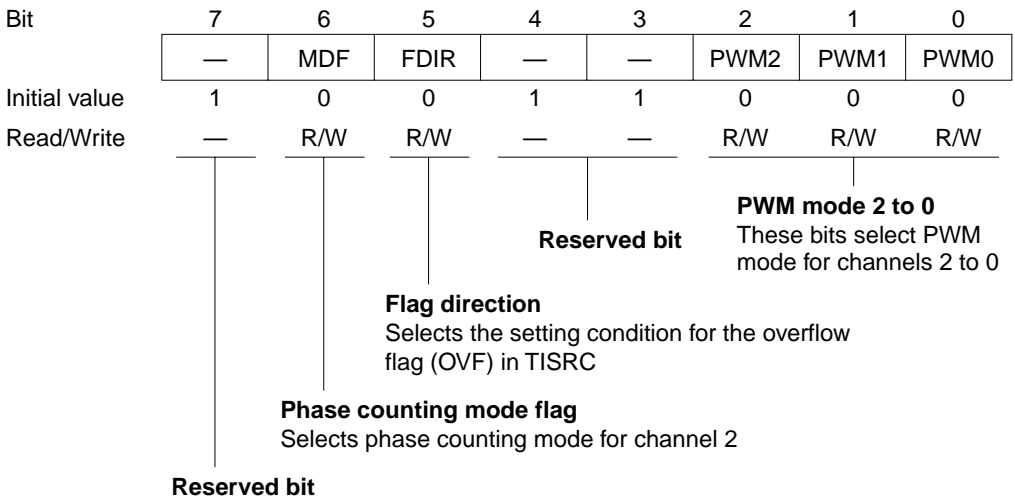 Bit 7 6 5 4 3 2 1 0
— MDF FDIR — — PWM2 PWM1 PWM0
Initial value 1 0 0 1 1 0 0 0
Read/Write — R/W R/W — — R/W R/W R/W
PWM mode 2 to 0
These bits select PWM
mode for channels 2 to 0
Reserved bit
Flag direction
Selects the setting condition for the overflow
flag (OVF) in TISRC
Phase counting mode flag
Selects phase counting mode for channel 2
Reserved bit